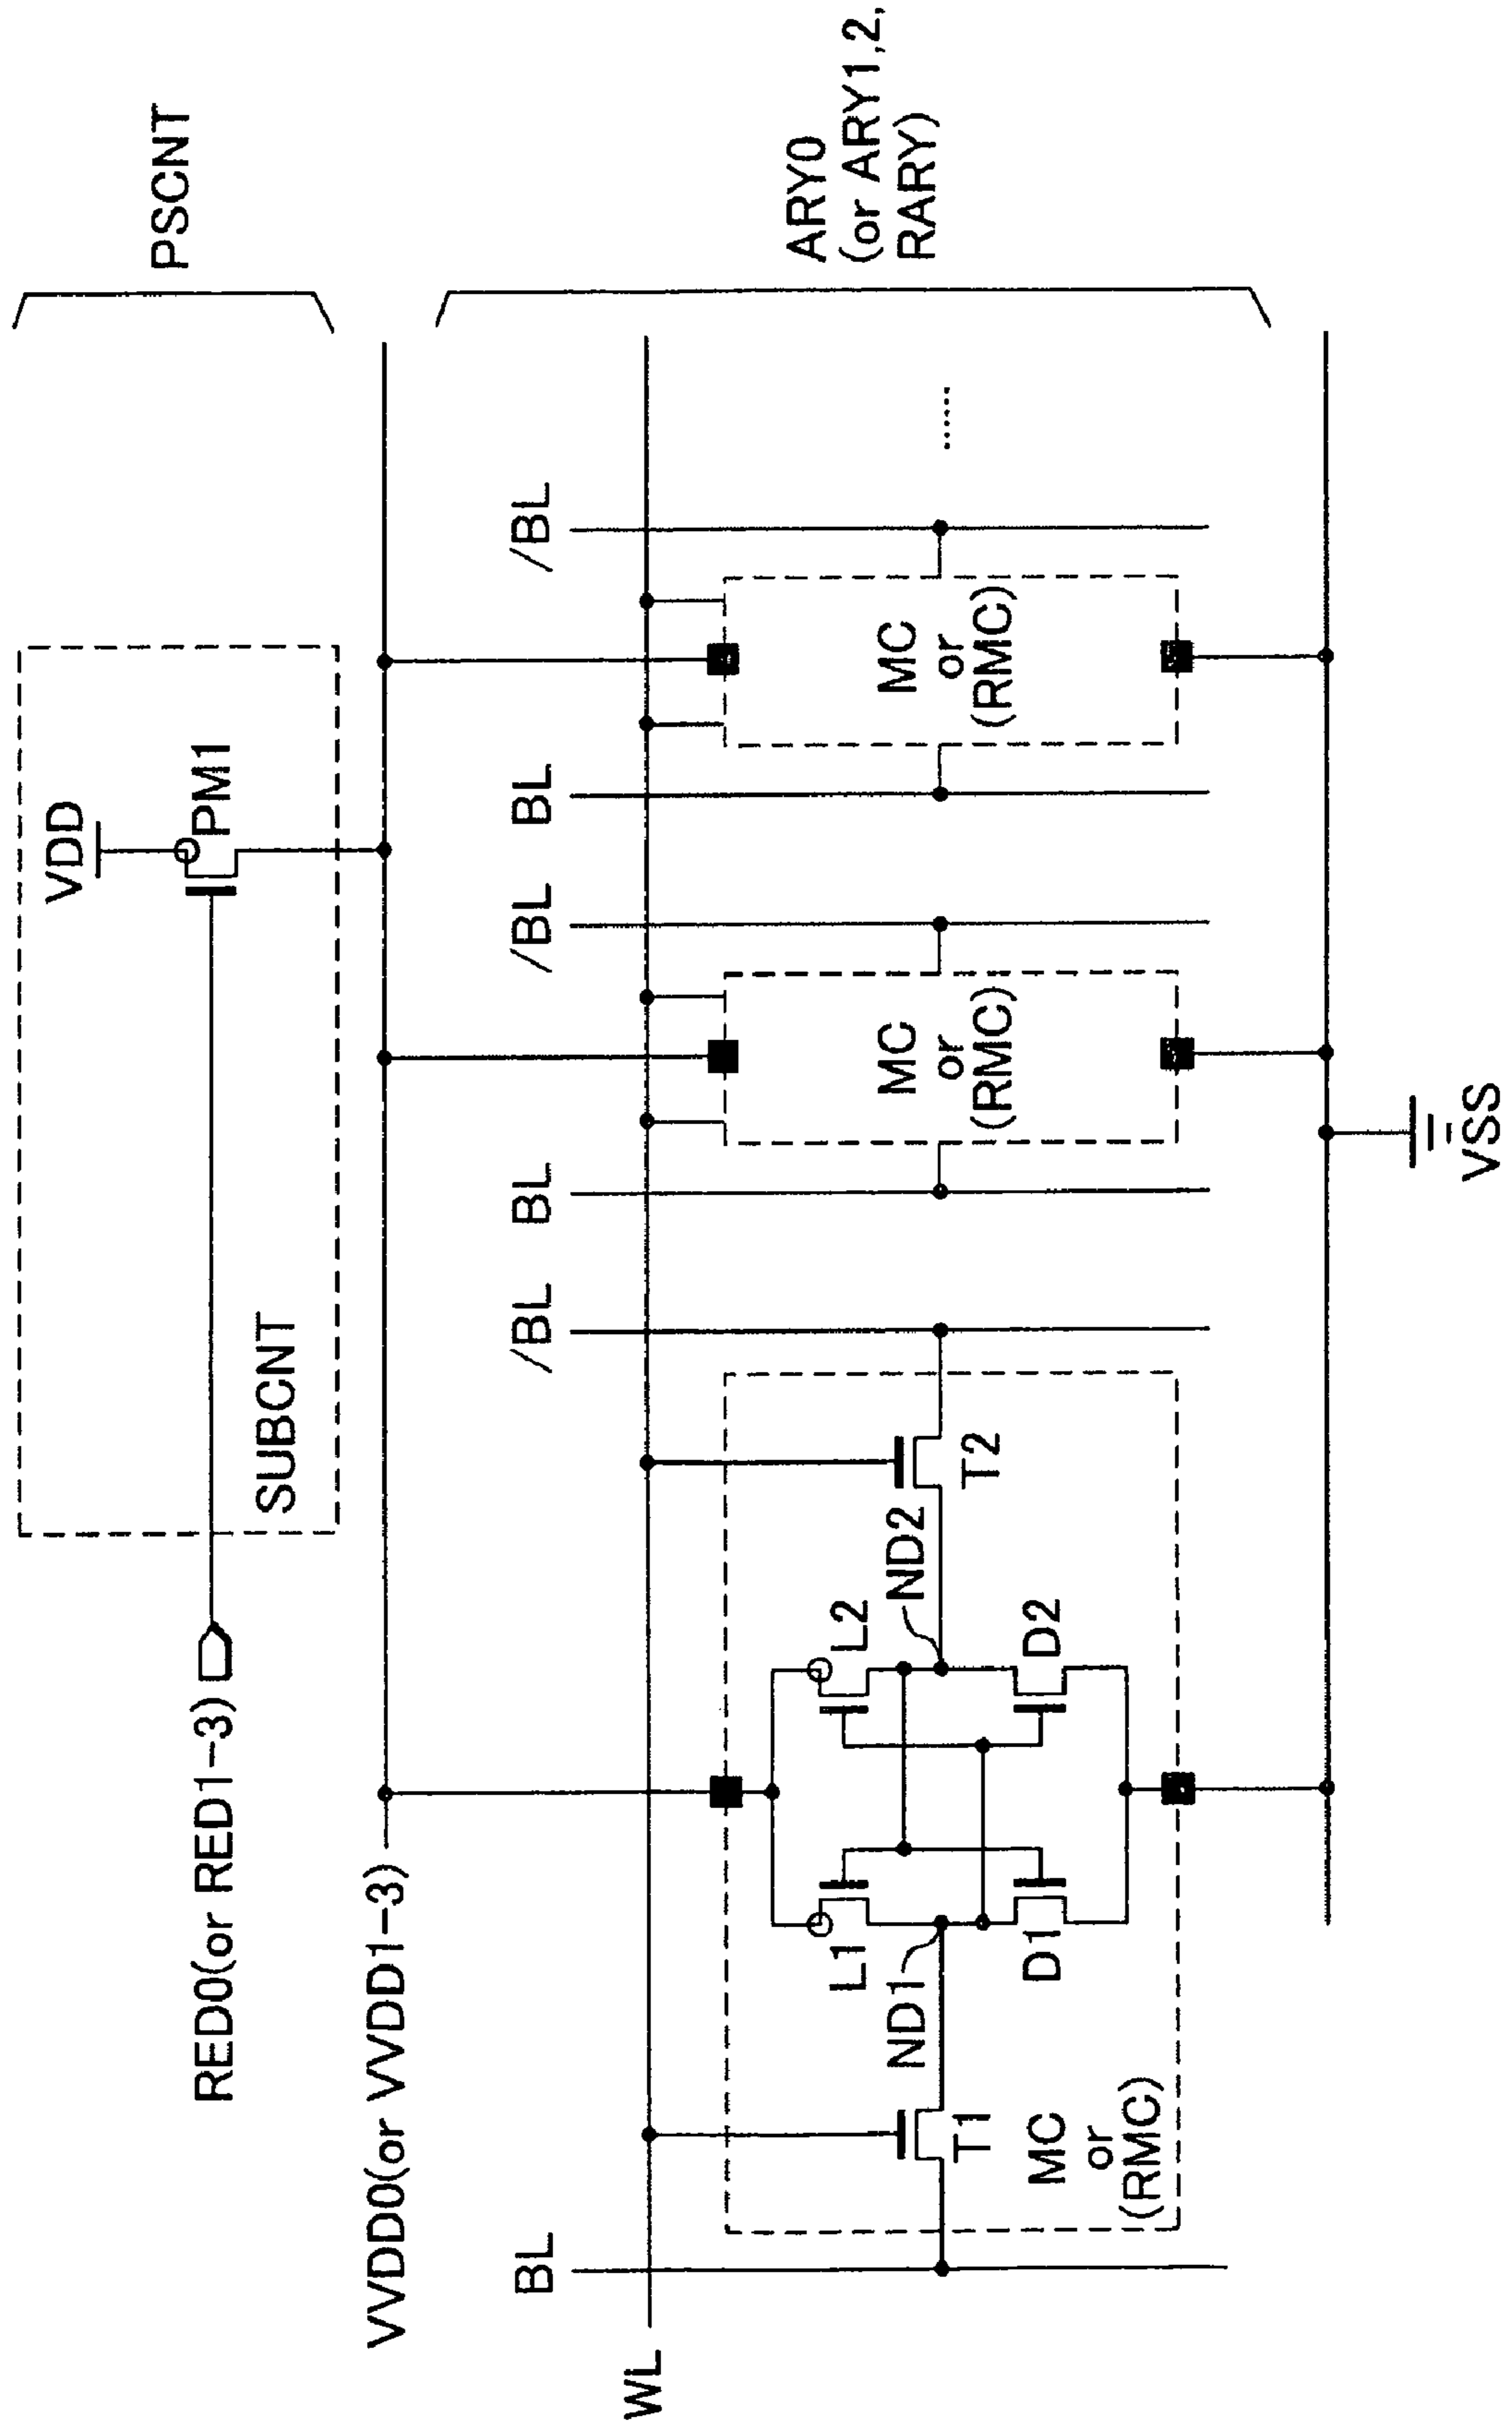 PSCNT
VDD
PM1
RED0(or RED1-3)
SUBCNT
VVDD0(or VVDD1-3)
BL
/BL
BL
/BL
BL
/BL
WL
ARY0
(or ARY1,2,
RARY)
L1
L2
ND1
ND2
T1
T2
D1
D2
MC
or
(RMC)
MC
or
(RMC)
MC
or
(RMC)
......
VSS